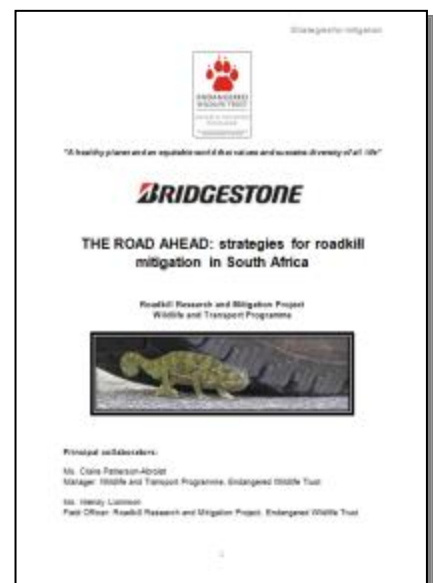 Strategies for mitigation
ENDANGERED
WILDLIFE TRUST
"A healthy planet and an equitable world that values and sustains diversity of all life"
BRIDGESTONE
THE ROAD AHEAD: strategies for roadkill
mitigation in South Africa
Roadkill Research and Mitigation Project
Wildlife and Transport Programme
Principal collaborators:
Ms. Claire Patterson-Abrolat
Manager: Wildlife and Transport Programme, Endangered Wildlife Trust
Ms. Wendy Collinson
Field Officer: Roadkill Research and Mitigation Project, Endangered Wildlife Trust